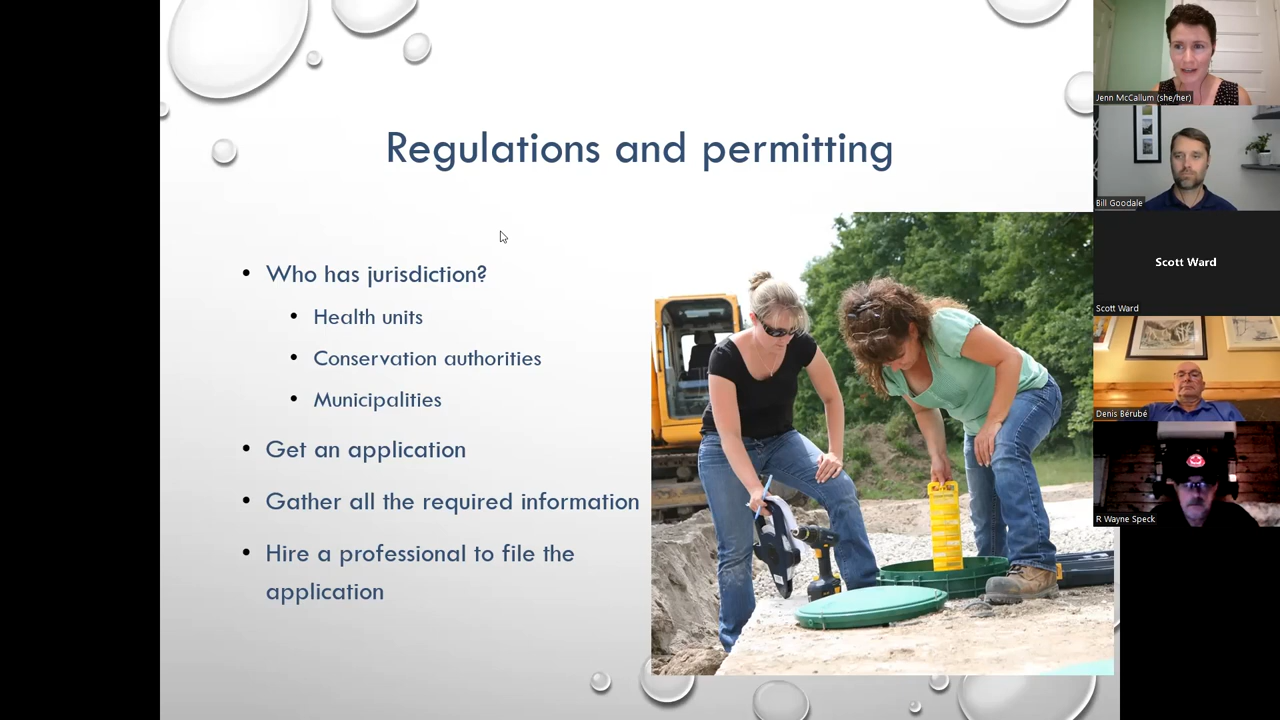 Regulations and permitting
Who has jurisdiction?
Health units
Conservation authorities
Municipalities
Get an application
Gather all the required information
Hire a professional to file the
application
Jenn McCallum (she/her)
Bill Goodale
Scott Ward
Scott Ward
Denis Bérubé
R Wayne Speck